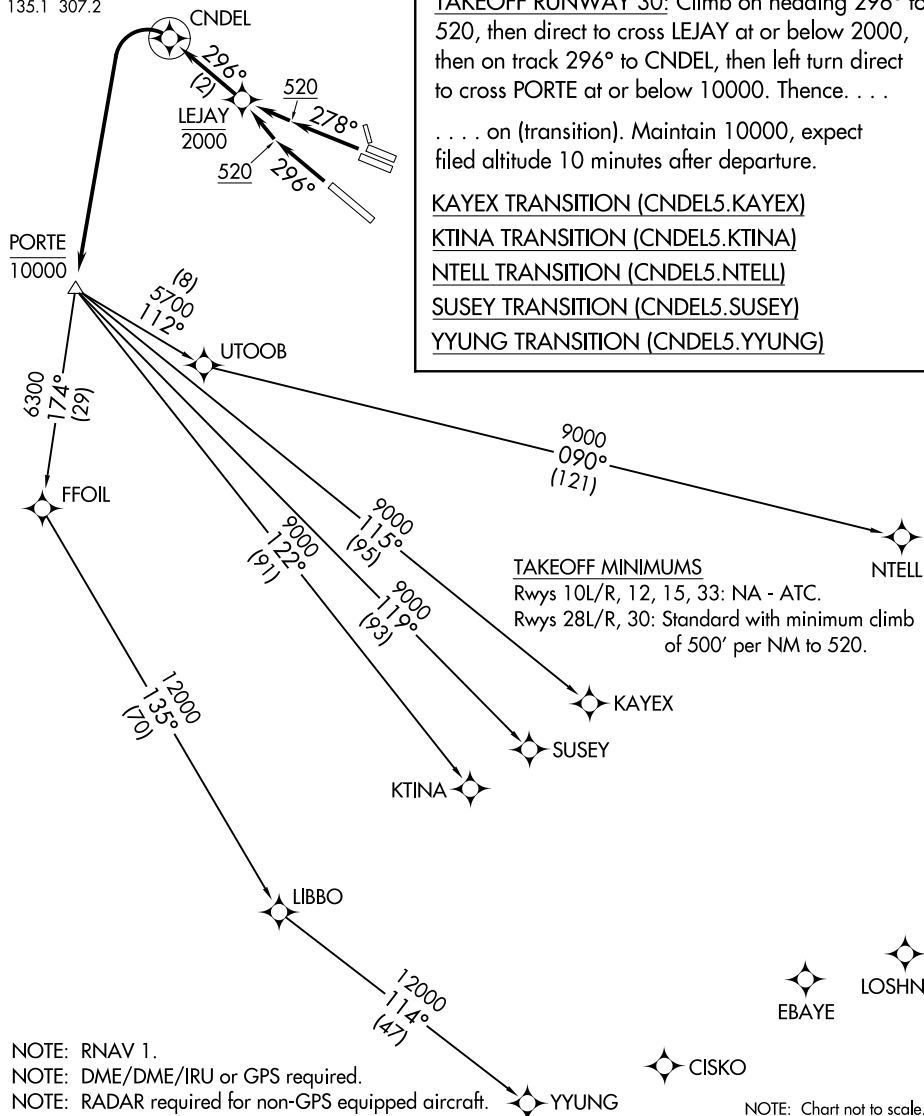 135.1 307.2
CNDEL
296°
(2)
LEJAY
2000
520
278°
520
296°
TAKEOFF RUNWAY 30: Climb on heading 296° to
520, then direct to cross LEJAY at or below 2000,
then on track 296° to CNDEL, then left turn direct
to cross PORTE at or below 10000. Thence. . . .
. . . . on (transition). Maintain 10000, expect
filed altitude 10 minutes after departure.
KAYEX TRANSITION (CNDEL5.KAYEX)
KTINA TRANSITION (CNDEL5.KTINA)
NTELL TRANSITION (CNDEL5.NTELL)
SUSEY TRANSITION (CNDEL5.SUSEY)
YYUNG TRANSITION (CNDEL5.YYUNG)
PORTE
10000
(8)
5700
112°
UTOOB
6300
174°
(29)
FFOIL
9000
090°
(121)
NTELL
9000
115°
(95)
9000
122°
(91)
9000
119°
(93)
TAKEOFF MINIMUMS
Rwys 10L/R, 12, 15, 33: NA - ATC.
Rwys 28L/R, 30: Standard with minimum climb
of 500' per NM to 520.
KAYEX
SUSEY
KTINA
12000
135°
(70)
LIBBO
12000
114°
(47)
LOSHN
EBAYE
CISKO
YYUNG
NOTE: RNAV 1.
NOTE: DME/DME/IRU or GPS required.
NOTE: RADAR required for non-GPS equipped aircraft.
NOTE: Chart not to scale.